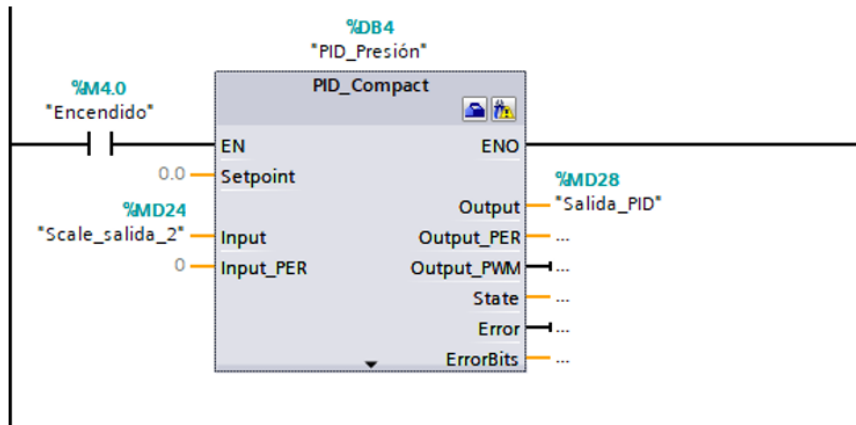 %DB4
"PID_Presión"
%M4.0
"Encendido"
PID_Compact
EN ENO
0.0 Setpoint
%MD24
"Scale_salida_2" Input
0 Input_PER
%MD28
Output "Salida_PID"
Output_PER ...
Output_PWM ...
State ...
Error ...
ErrorBits ...